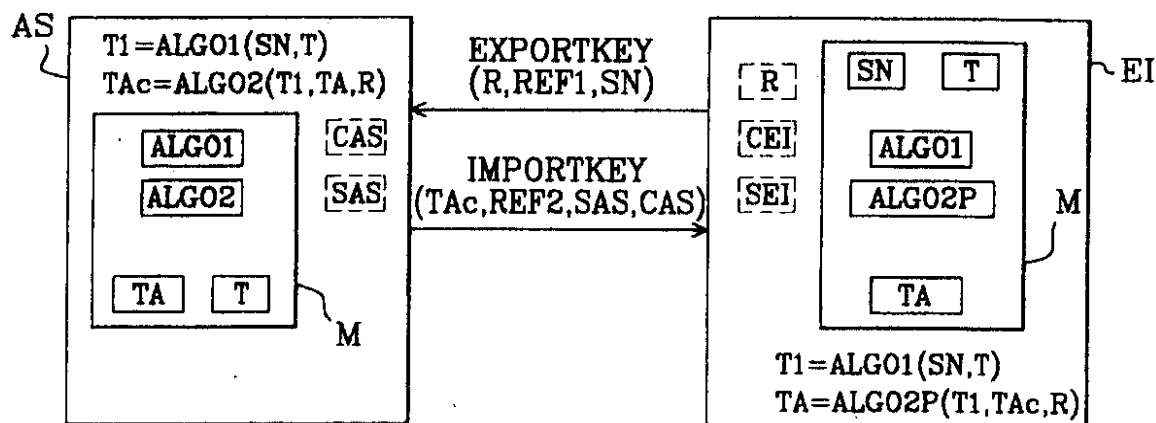 AS
T1=ALGO1(SN,T)
TAc=ALGO2(T1,TA,R)
ALGO1
ALGO2
CAS
SAS
TA
T
M
EXPORTKEY
(R,REF1,SN)
IMPORTKEY
(TAc,REF2,SAS,CAS)
R
CEI
SEI
SN
T
EI
ALGO1
ALGO2P
M
TA
T1=ALGO1(SN,T)
TA=ALGO2P(T1,TAc,R)